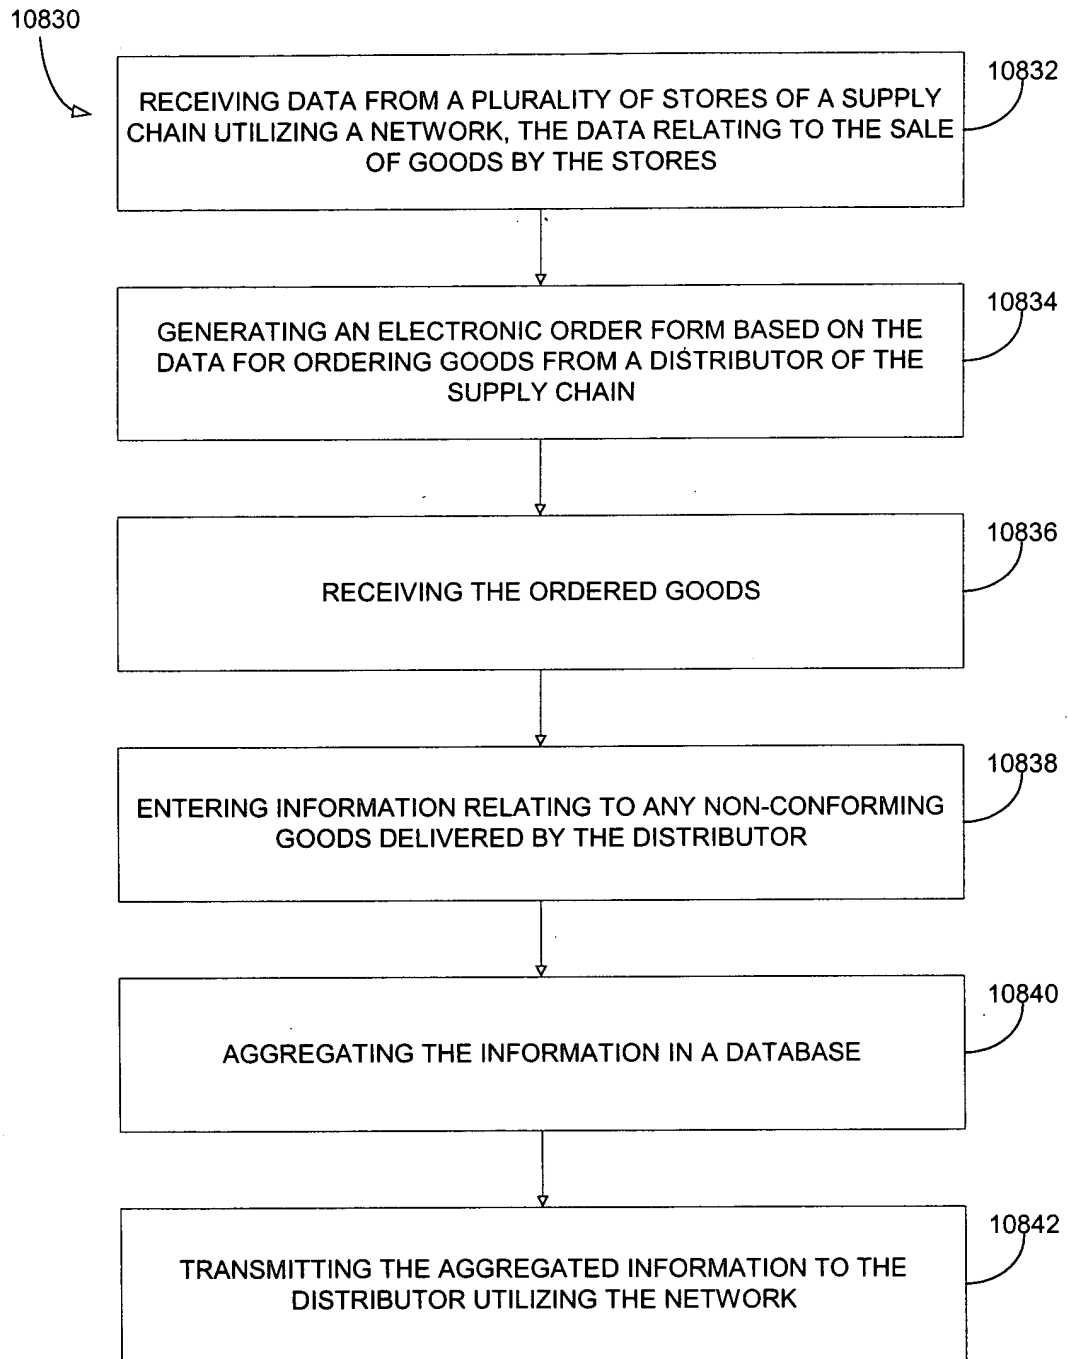 10830
10832
RECEIVING DATA FROM A PLURALITY OF STORES OF A SUPPLY
CHAIN UTILIZING A NETWORK, THE DATA RELATING TO THE SALE
OF GOODS BY THE STORES
10834
GENERATING AN ELECTRONIC ORDER FORM BASED ON THE
DATA FOR ORDERING GOODS FROM A DISTRIBUTOR OF THE
SUPPLY CHAIN
10836
RECEIVING THE ORDERED GOODS
10838
ENTERING INFORMATION RELATING TO ANY NON-CONFORMING
GOODS DELIVERED BY THE DISTRIBUTOR
10840
AGGREGATING THE INFORMATION IN A DATABASE
10842
TRANSMITTING THE AGGREGATED INFORMATION TO THE
DISTRIBUTOR UTILIZING THE NETWORK